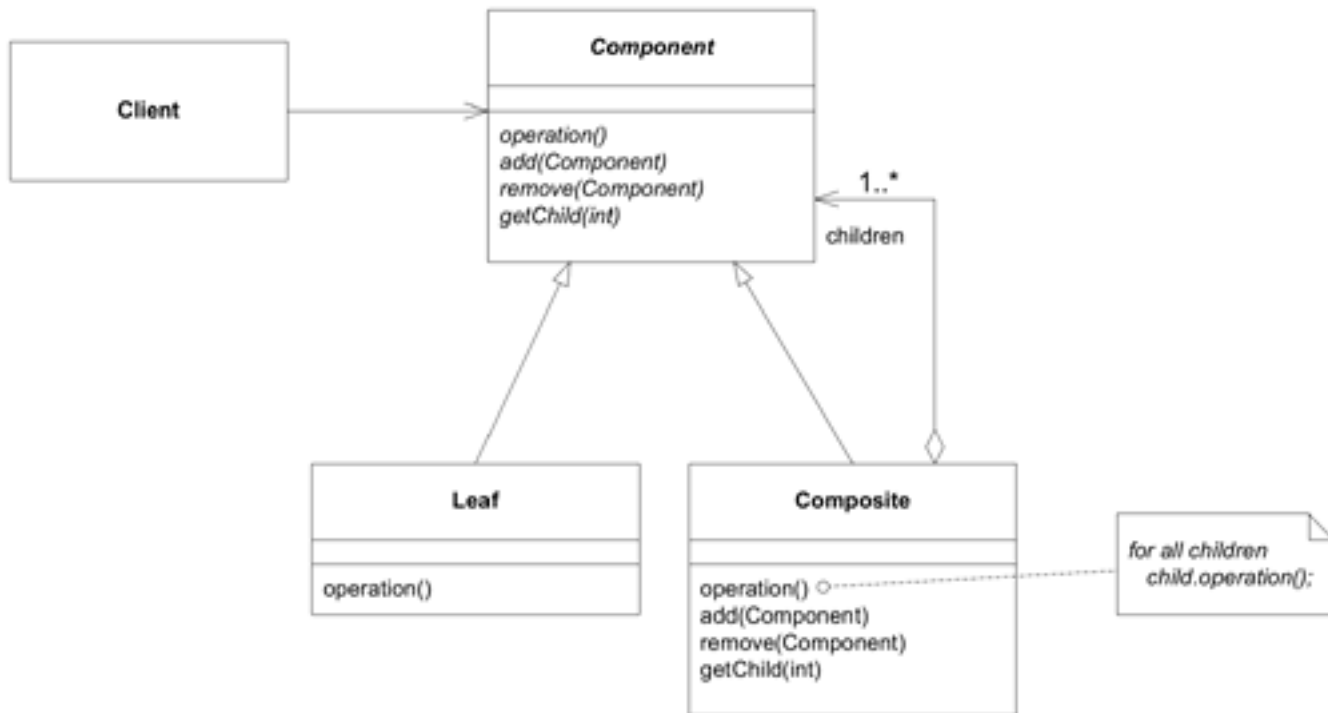 Component
Client
operation()
add(Component)
remove(Component)
getChild(int)
1..*
children
Leaf
operation()
Composite
operation()
add(Component)
remove(Component)
getChild(int)
for all children
child.operation();